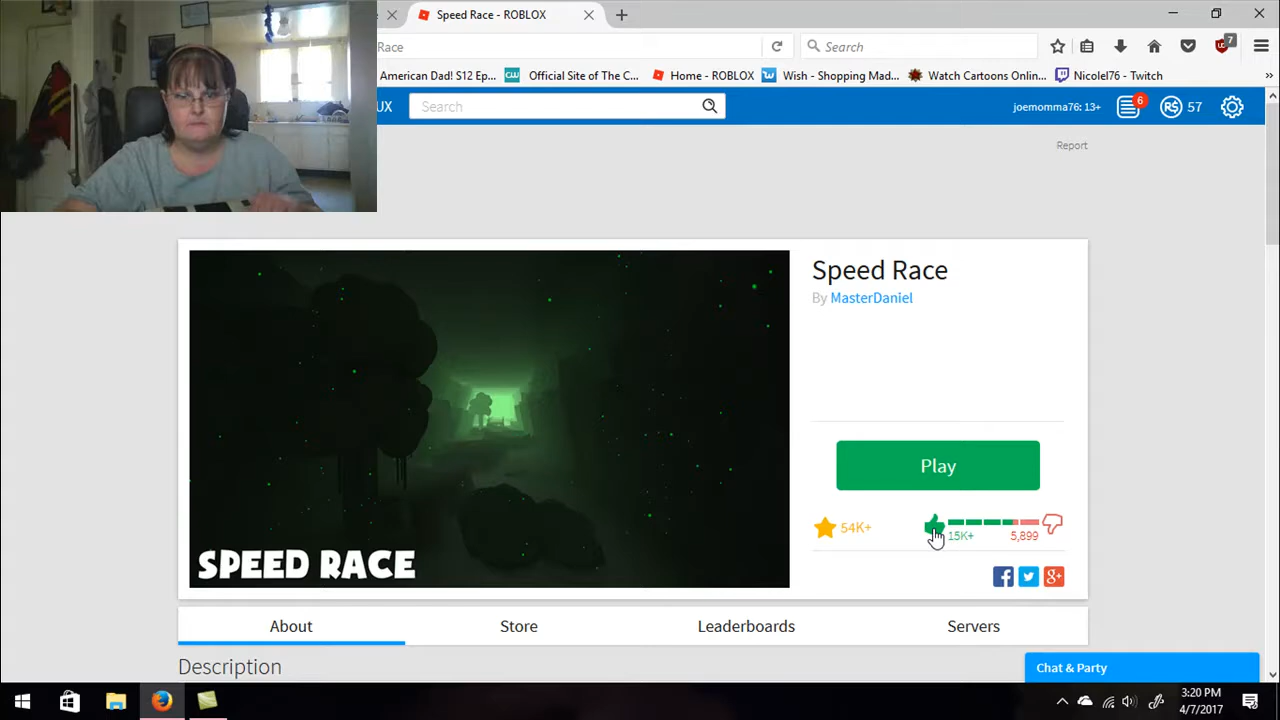 Speed Race - ROBLOX
Race
Search
7
American Dad! S12 Ep...
Official Site of The C...
Home - ROBLOX
Wish - Shopping Mad...
Watch Cartoons Onlin...
Nicolel76 - Twitch
UX
Search
joemomma76: 13+
6
R$
57
Report
Speed Race
By MasterDaniel
Play
54K+
15K+
5,899
SPEED RACE
About
Store
Leaderboards
Servers
Description
Chat & Party
3:20 PM
4/7/2017